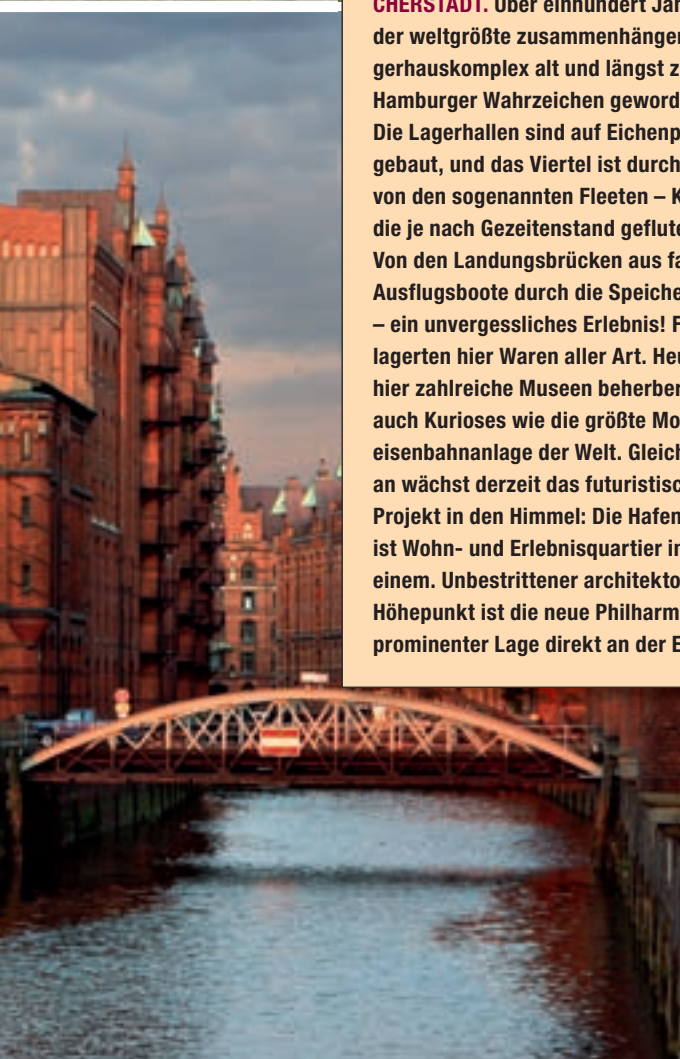 CHERSTADT. Über einhundert Jah
der weltgrößte zusammenhängen
gerhauskomplex alt und längst z
Hamburger Wahrzeichen geword
Die Lagerhallen sind auf Eichenp
gebaut, und das Viertel ist durch
von den sogenannten Fleeten – K
die je nach Gezeitenstand geflute
Von den Landungsbrücken aus fa
Ausflugsboote durch die Speiche
– ein unvergessliches Erlebnis! F
lagerten hier Waren aller Art. Heu
hier zahlreiche Museen beherber
auch Kurioses wie die größte Mo
eisenbahnanlage der Welt. Gleich
an wächst derzeit das futuristisc
Projekt in den Himmel: Die Hafen
ist Wohn- und Erlebnisquartier in
einem. Unbestrittener architekto
Höhepunkt ist die neue Philharm
prominenter Lage direkt an der E